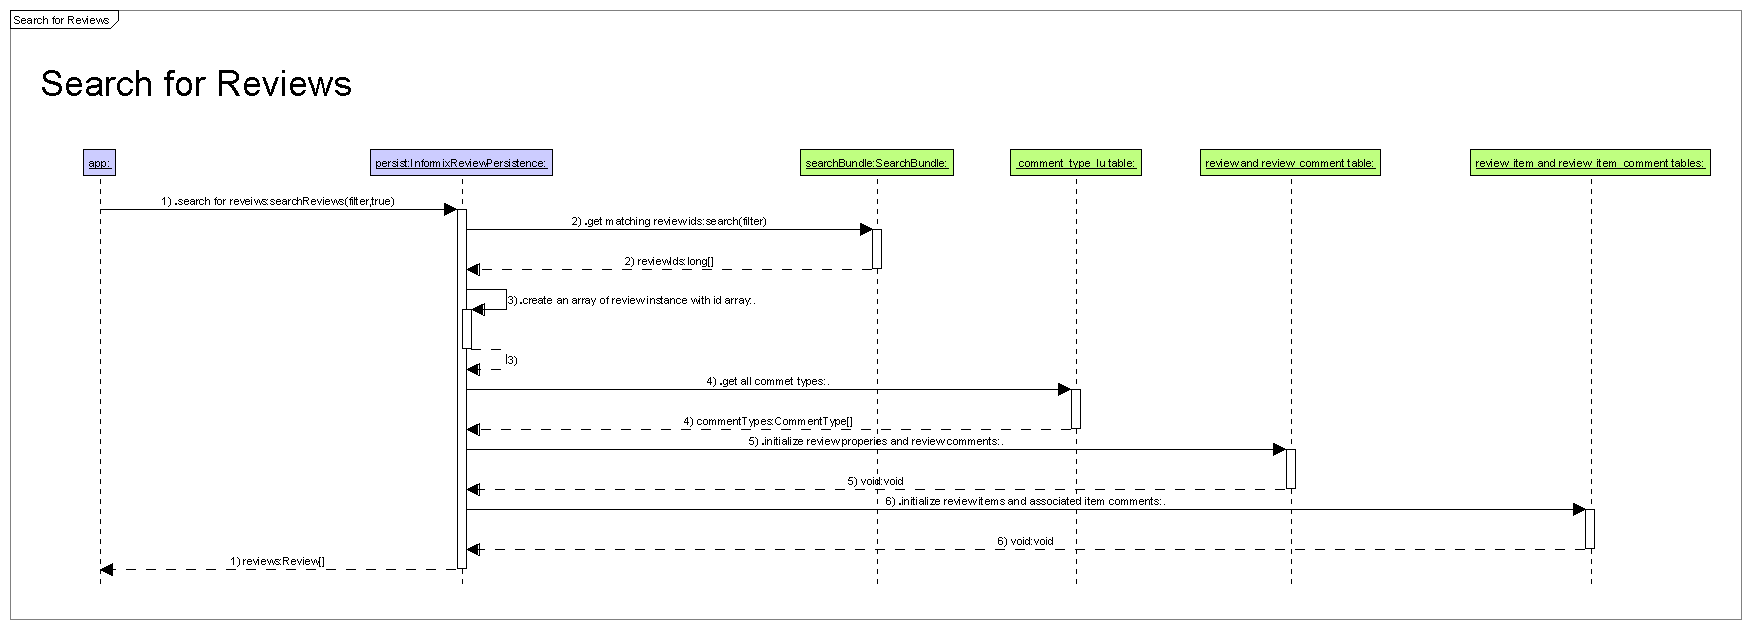 Search for Reviews
Search for Reviews
app:
persist:InformixReviewPersistence:
searchBundle:SearchBundle:
comment_type_lu table:
review and review_comment table:
review_item and review_item_comment tables:
1) .search for reveiws:searchReviews(filter,true)
2) .get matching review ids:search(filter)
2) reviewIds:long[]
3) .create an array of review instance with id array:.
3)
4) .get all commet types:.
4) commentTypes:CommentType[]
5) .initialize review properies and review comments:.
5) void:void
6) .initialize review items and associated item comments:.
6) void:void
1) reviews:Review[]